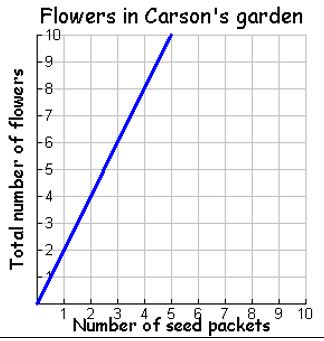 Flowers in Carson's garden
Total number of flowers
10
9
8
7
6
5
4
3
2
1
1 2 3 4 5 6 7 8 9 10
Number of seed packets